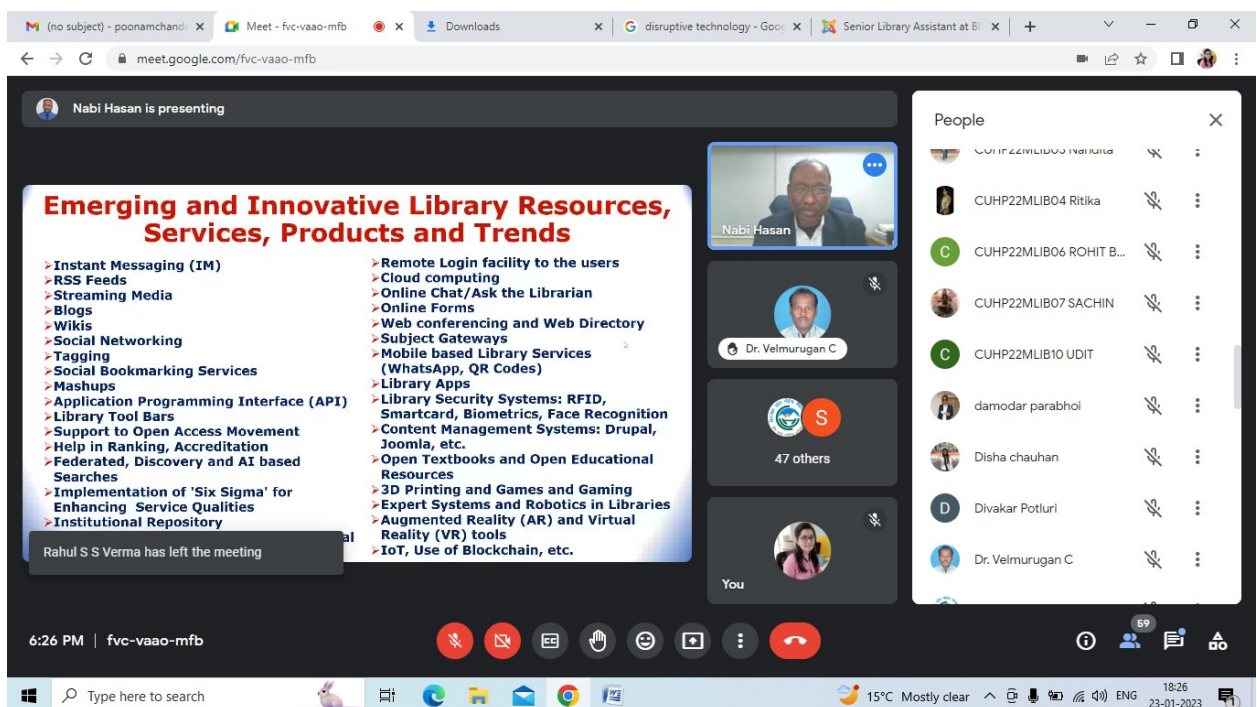 (no subject) - poonamchand
Meet - fvc-vaao-mfb
Downloads
disruptive technology - Goo
Senior Library Assistant at BI
meet.google.com/fvc-vaao-mfb
Nabi Hasan is presenting
Emerging and Innovative Library Resources,
Services, Products and Trends
➢Instant Messaging (IM)
➢RSS Feeds
➢Streaming Media
➢Blogs
➢Wikis
➢Social Networking
➢Tagging
➢Social Bookmarking Services
➢Mashups
➢Application Programming Interface (API)
➢Library Tool Bars
➢Support to Open Access Movement
➢Help in Ranking, Accreditation
➢Federated, Discovery and AI based
Searches
➢Implementation of 'Six Sigma' for
Enhancing Service Qualities
➢Institutional Repository
al
➢Remote Login facility to the users
➢Cloud computing
➢Online Chat/Ask the Librarian
➢Online Forms
➢Web conferencing and Web Directory
➢Subject Gateways
➢Mobile based Library Services
(WhatsApp, QR Codes)
➢Library Apps
➢Library Security Systems: RFID,
Smartcard, Biometrics, Face Recognition
➢Content Management Systems: Drupal,
Joomla, etc.
➢Open Textbooks and Open Educational
Resources
➢3D Printing and Games and Gaming
➢Expert Systems and Robotics in Libraries
➢Augmented Reality (AR) and Virtual
Reality (VR) tools
➢IoT, Use of Blockchain, etc.
Rahul S S Verma has left the meeting
Nabi Hasan
Dr. Velmurugan C
S
47 others
You
People
CUHP22MLIB03 Nandita
CUHP22MLIB04 Ritika
C
CUHP22MLIB06 ROHIT B...
CUHP22MLIB07 SACHIN
C
CUHP22MLIB10 UDIT
damodar parabhoi
Disha chauhan
D
Divakar Potluri
Dr. Velmurugan C
6:26 PM | fvc-vaao-mfb
CC
59
Type here to search
15°C Mostly clear
ENG
18:26
23-01-2023
1